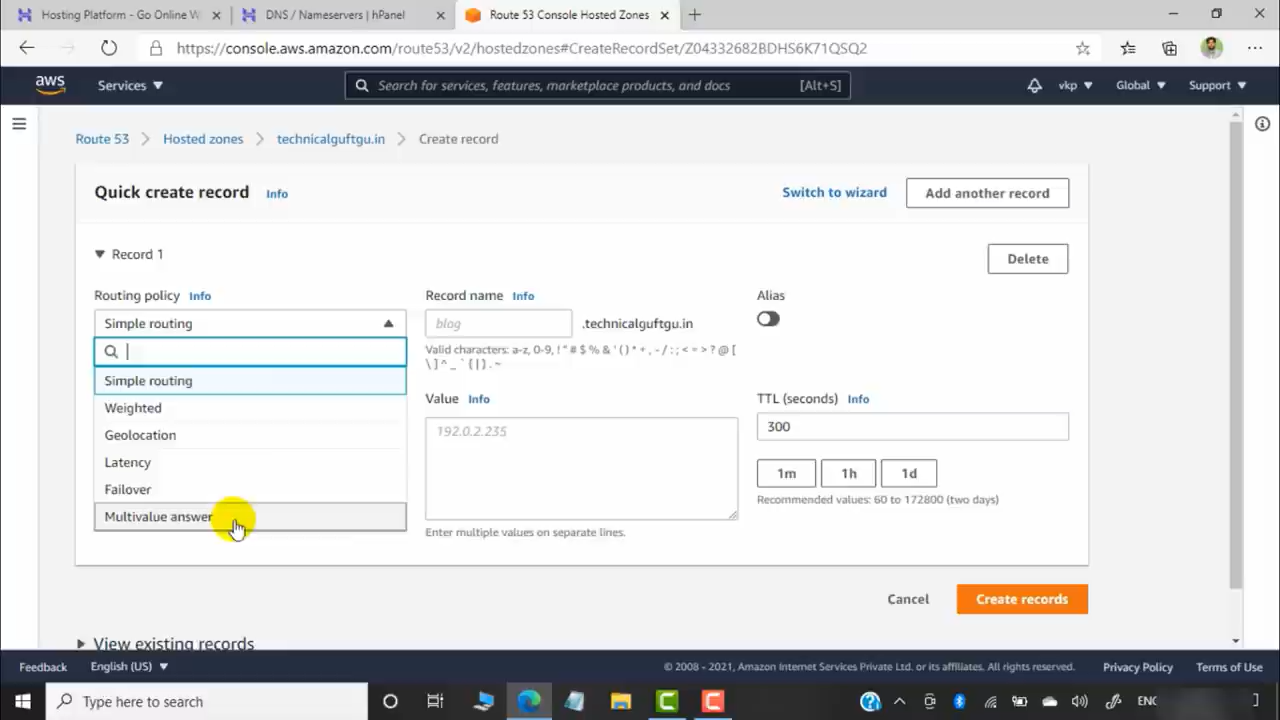 Hosting Platform - Go Online W
DNS / Nameservers | hPanel
Route 53 Console Hosted Zones
https://console.aws.amazon.com/route53/v2/hostedzones#CreateRecordSet/Z04332682BDHS6K71QSQ2
aws
Services
Search for services, features, marketplace products, and docs
[Alt+S]
vkp
Global
Support
Route 53
Hosted zones
technicalguftgu.in
Create record
Quick create record
Info
Switch to wizard
Add another record
Record 1
Delete
Routing policy Info
Record name Info
Alias
Simple routing
blog
.technicalguftgu.in
Valid characters: a-z, 0-9, ! " # $ % & ' ( ) * + , - / : ; < = > ? @ [
\ ] ^ _ ` { | } . ~
Simple routing
Weighted
Geolocation
Latency
Failover
Multivalue answer
Value Info
192.0.2.235
Enter multiple values on separate lines.
TTL (seconds) Info
300
1m
1h
1d
Recommended values: 60 to 172800 (two days)
Cancel
Create records
View existing records
Feedback
English (US)
© 2008 - 2021, Amazon Internet Services Private Ltd. or its affiliates. All rights reserved.
Privacy Policy
Terms of Use
Type here to search
ENG